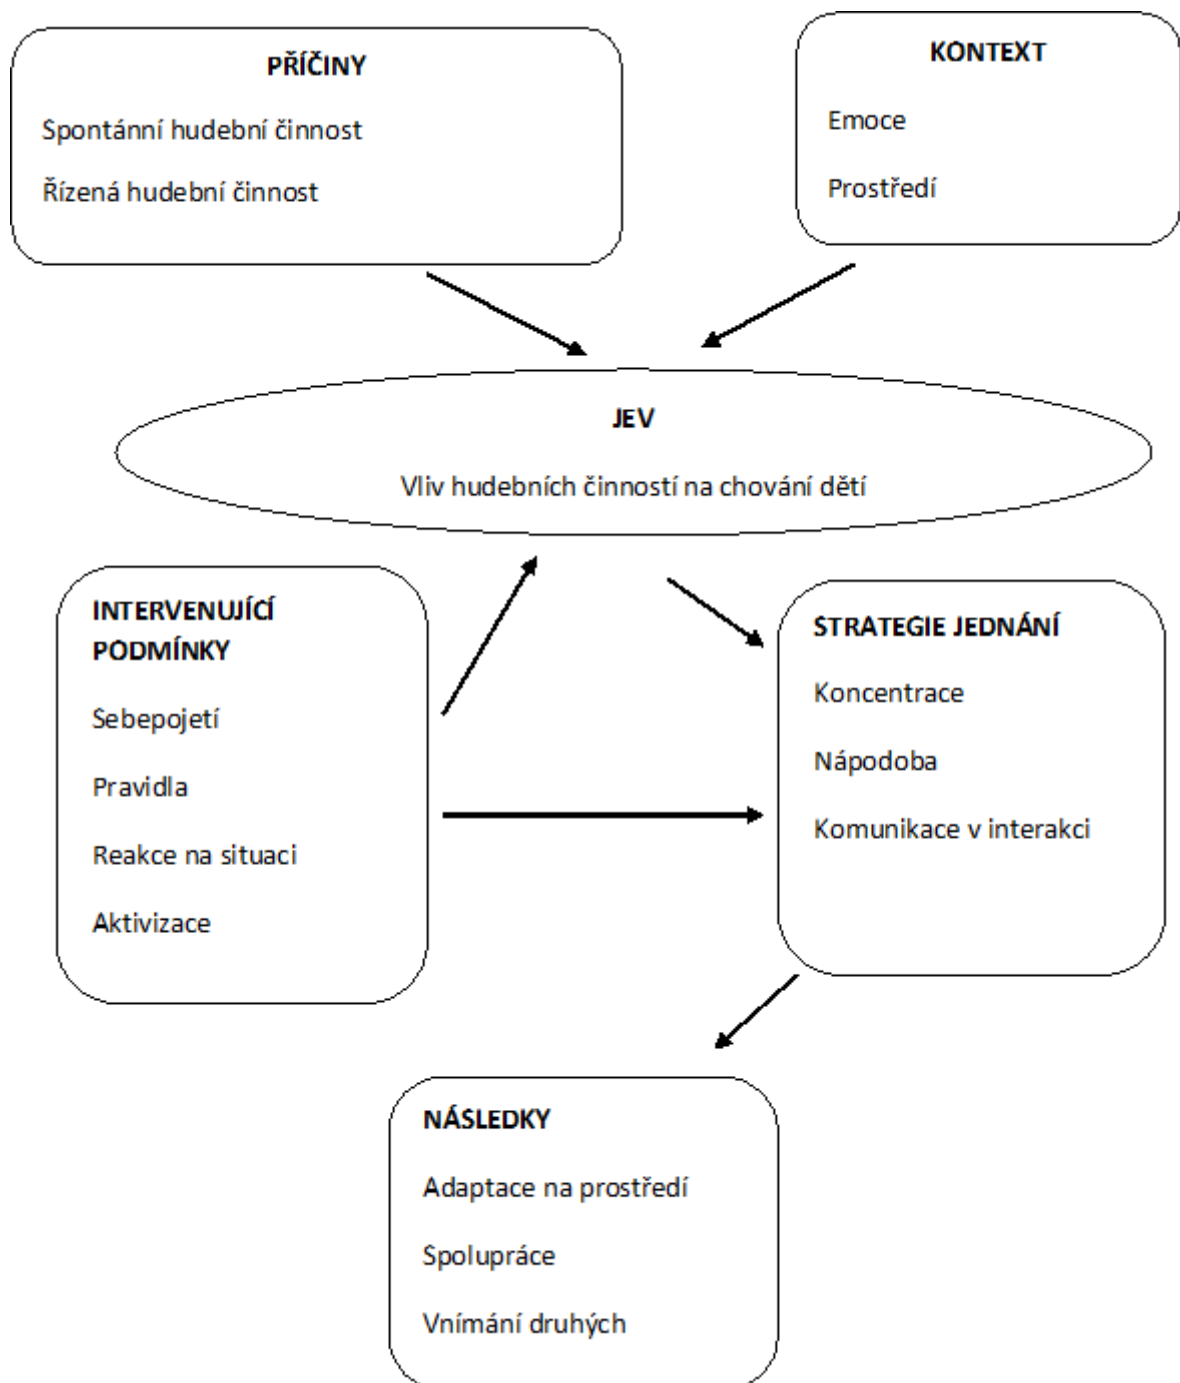 PŘÍČINY
Spontánní hudební činnost
Řízená hudební činnost
KONTEXT
Emoce
Prostředí
JEV
Vliv hudebních činností na chování dětí
INTERVENUJÍCÍ
PODMÍNKY
Sebepojetí
Pravidla
Reakce na situaci
Aktivizace
STRATEGIE JEDNÁNÍ
Koncentrace
Nápodoba
Komunikace v interakci
NÁSLEDKY
Adaptace na prostředí
Spolupráce
Vnímání druhých